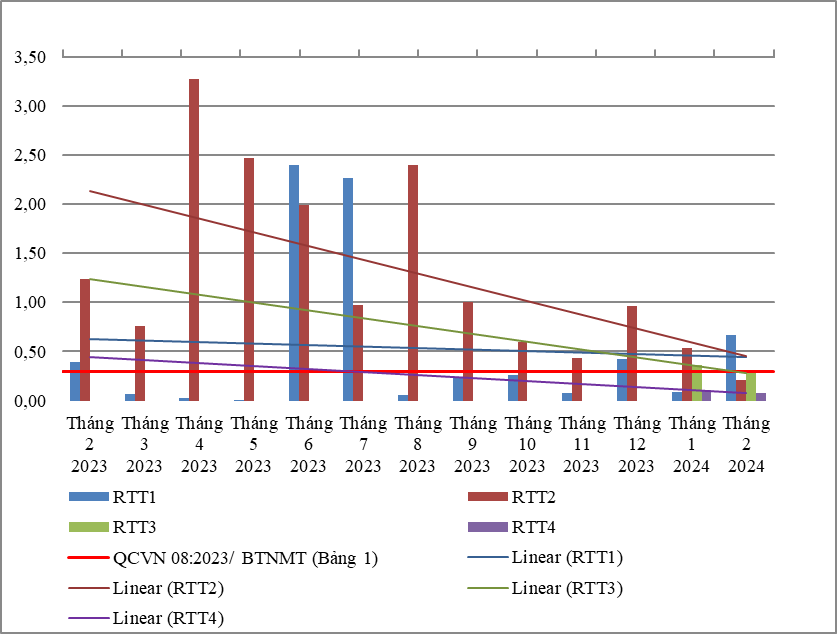 3,50
3,00
2,50
2,00
1,50
1,00
0,50
0,00
Tháng Tháng Tháng Tháng Tháng Tháng Tháng Tháng Tháng Tháng Tháng Tháng Tháng
2 3 4 5 6 7 8 9 10 11 12 1 2
2023 2023 2023 2023 2023 2023 2023 2023 2023 2023 2023 2024 2024
RTT1 RTT2
RTT3 RTT4
QCVN 08:2023/ BTNMT (Bảng 1) Linear (RTT1)
Linear (RTT2) Linear (RTT3)
Linear (RTT4)